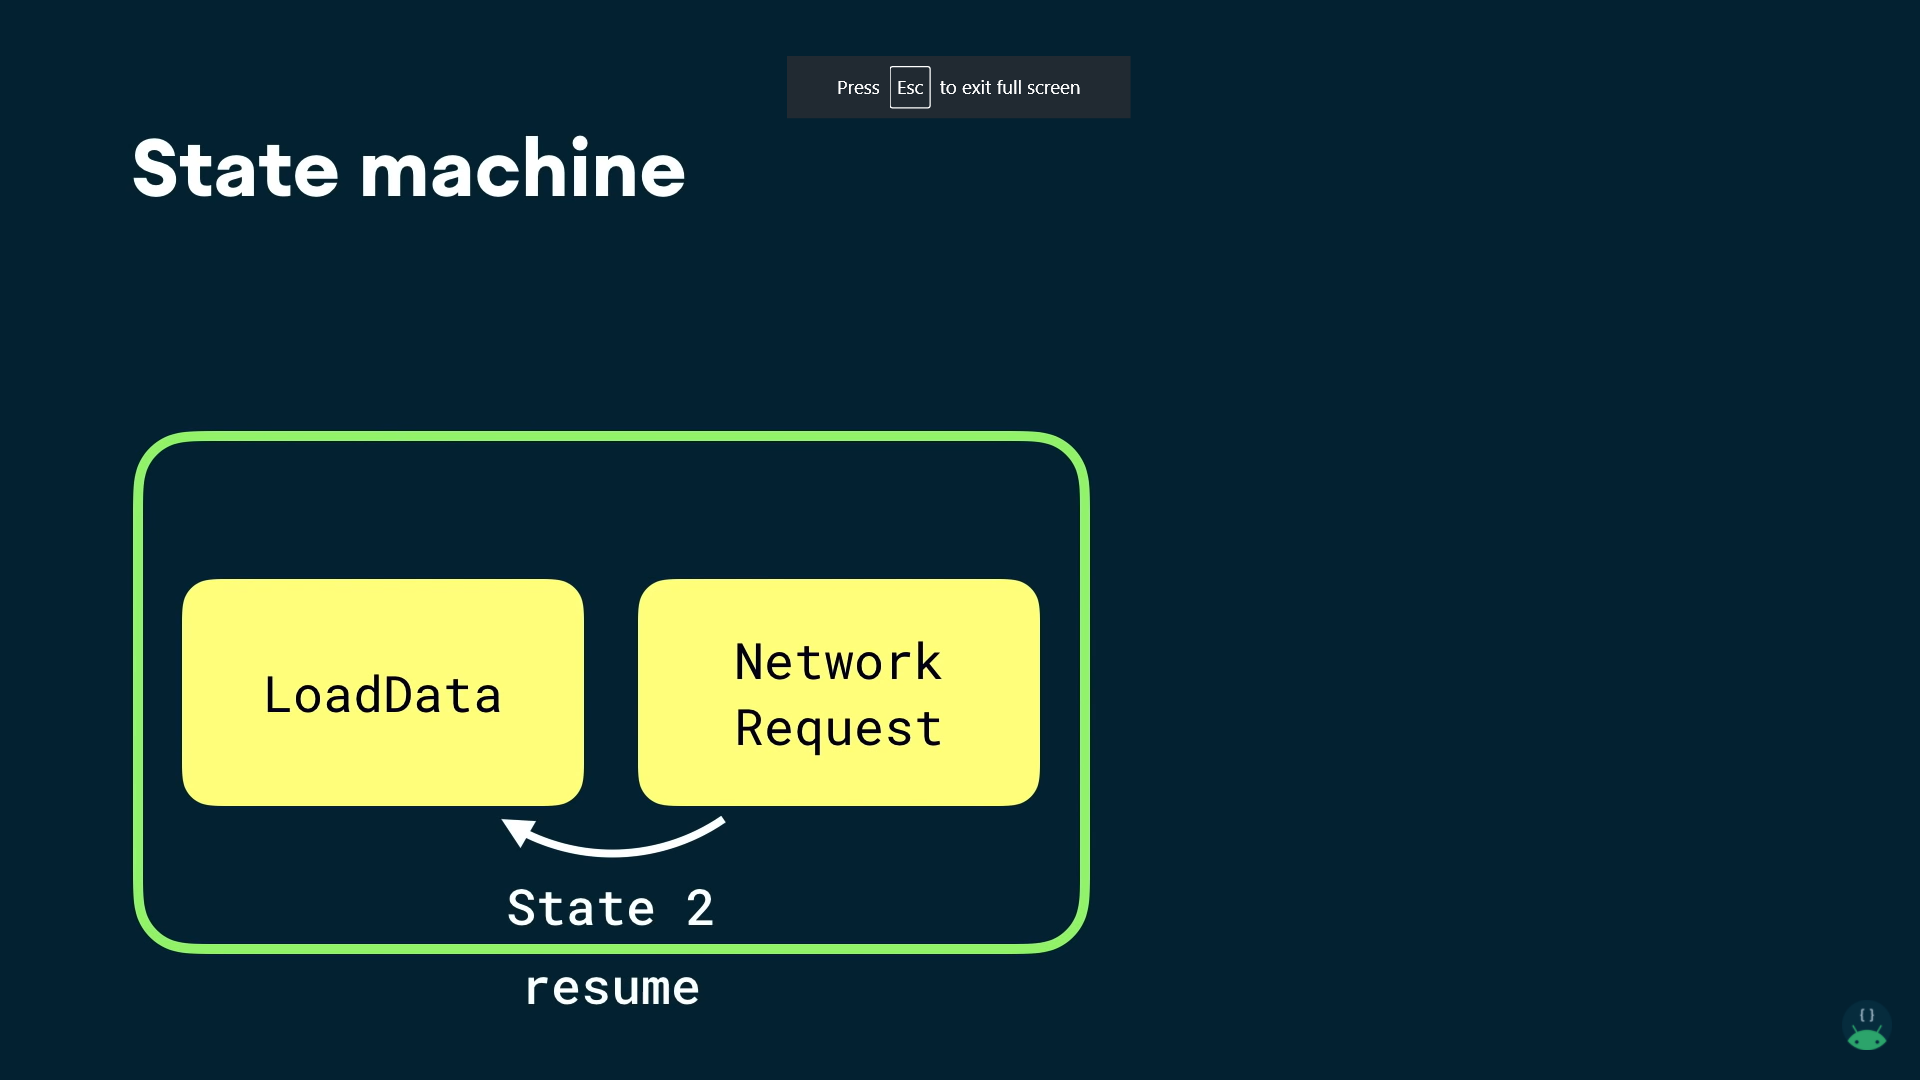 Press Esc to exit full screen
State machine
LoadData
Network
Request
State 2
resume
{ }